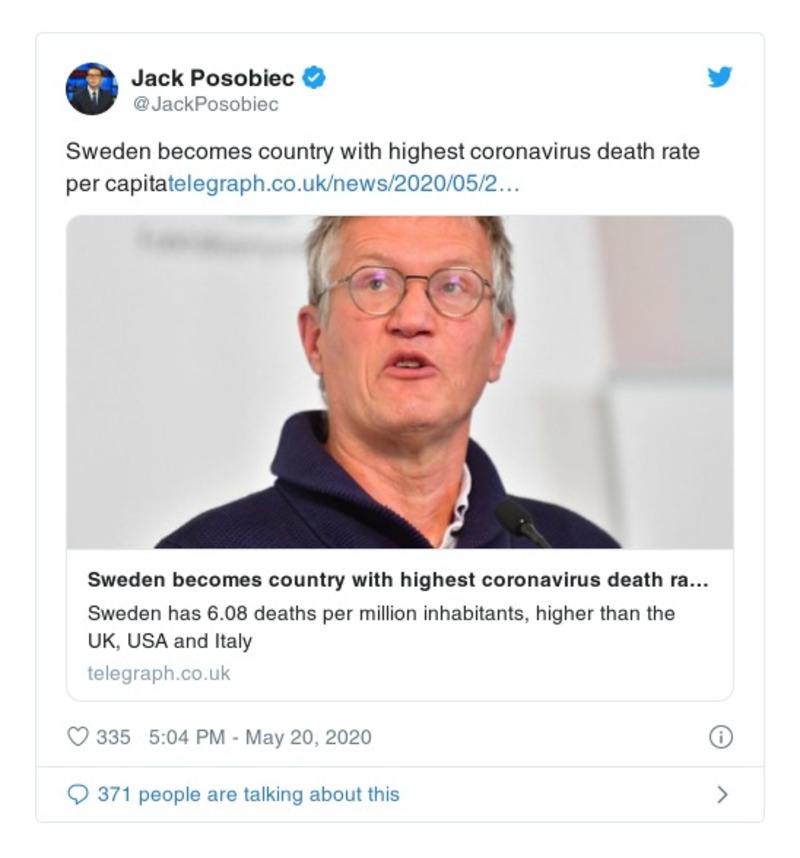 Jack Posobiec
@JackPosobiec
Sweden becomes country with highest coronavirus death rate
per capitatelegraph.co.uk/news/2020/05/2…
Sweden becomes country with highest coronavirus death ra...
Sweden has 6.08 deaths per million inhabitants, higher than the
UK, USA and Italy
telegraph.co.uk
335 5:04 PM - May 20, 2020
371 people are talking about this